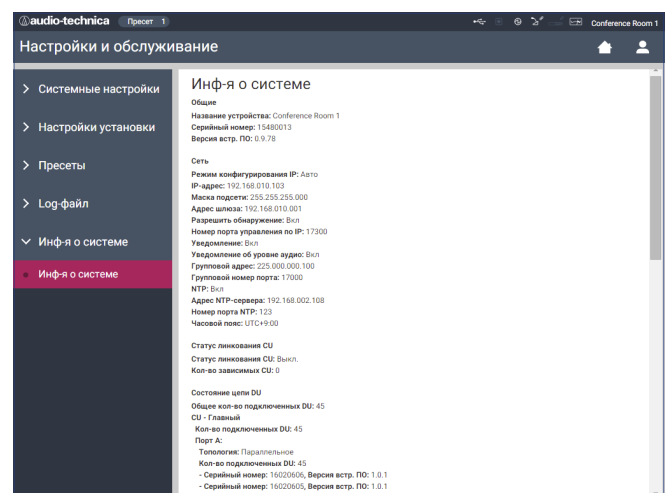 audio-technica Пресет 1 Conference Room 1
Настройки и обслуживание
Системные настройки
Настройки установки
Пресеты
Log-файл
Инф-я о системе
Инф-я о системе
Инф-я о системе
Общие
Название устройства: Conference Room 1
Серийный номер: 15480013
Версия встр. ПО: 0.9.78
Сеть
Режим конфигурирования IP: Авто
IP-адрес: 192.168.010.103
Маска подсети: 255.255.255.000
Адрес шлюза: 192.168.010.001
Разрешить обнаружение: Вкл
Номер порта управления по IP: 17300
Уведомление: Вкл
Уведомление об уровне аудио: Вкл
Групповой адрес: 225.000.000.100
Групповой номер порта: 17000
NTP: Вкл
Адрес NTP-сервера: 192.168.002.108
Номер порта NTP: 123
Часовой пояс: UTC+9:00
Статус линкования CU
Статус линкования CU: Выкл.
Кол-во зависимых CU: 0
Состояние цепи DU
Общее кол-во подключенных DU: 45
CU - Главный
Кол-во подключенных DU: 45
Порт A:
Топология: Параллельное
Кол-во подключенных DU: 45
- Серийный номер: 16020606, Версия встр. ПО: 1.0.1
- Серийный номер: 16020605, Версия встр. ПО: 1.0.1